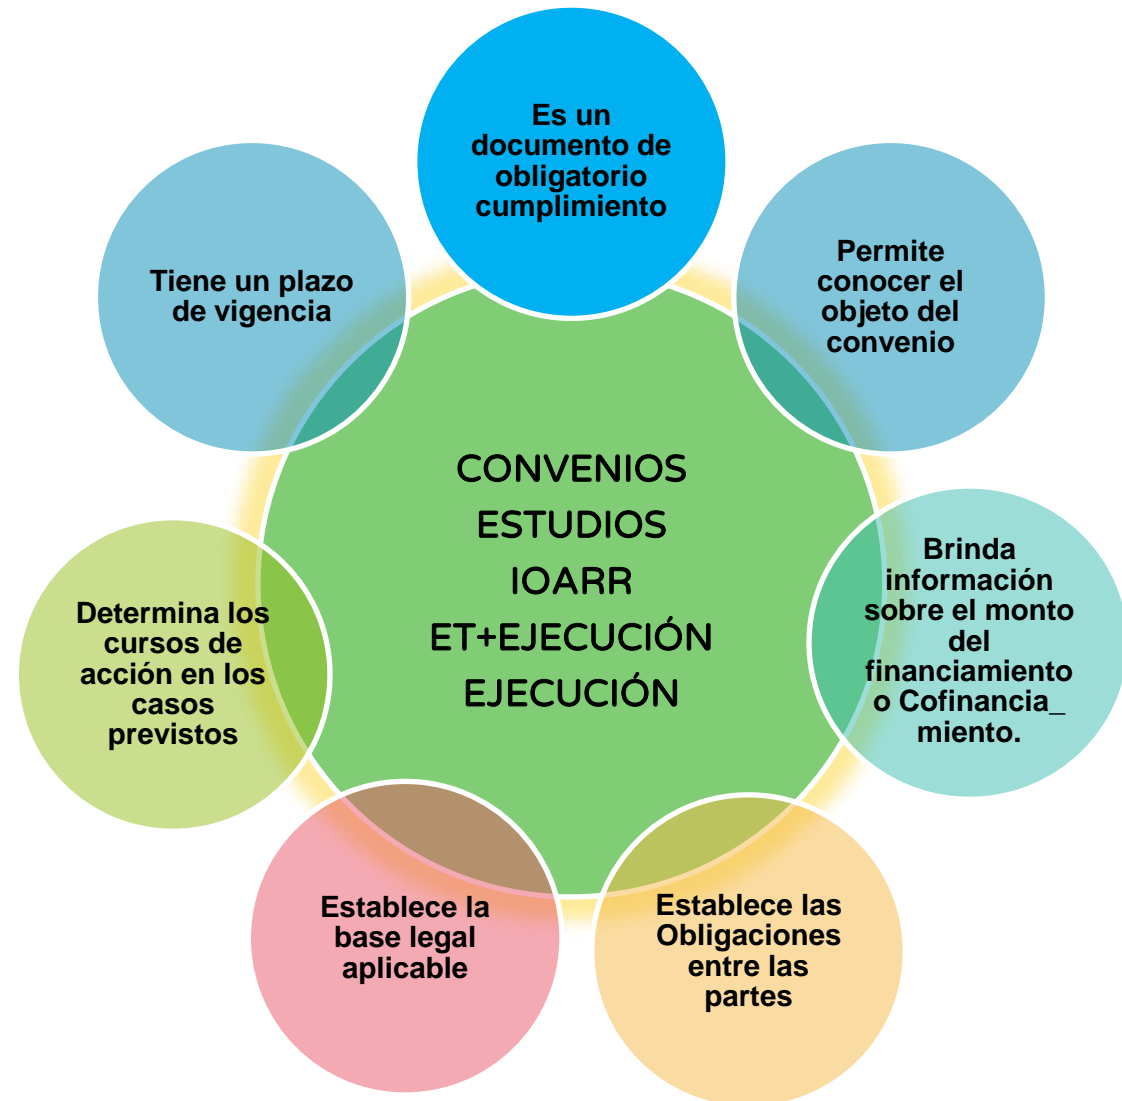 Es un
documento de
obligatorio
cumplimiento
Permite
conocer el
objeto del
convenio
Brinda
información
sobre el monto
del
financiamiento
o Cofinancia_
miento.
Establece las
Obligaciones
entre las
partes
Establece la
base legal
aplicable
Determina los
cursos de
acción en los
casos
previstos
Tiene un plazo
de vigencia
CONVENIOS
ESTUDIOS
IOARR
ET+EJECUCIÓN
EJECUCIÓN